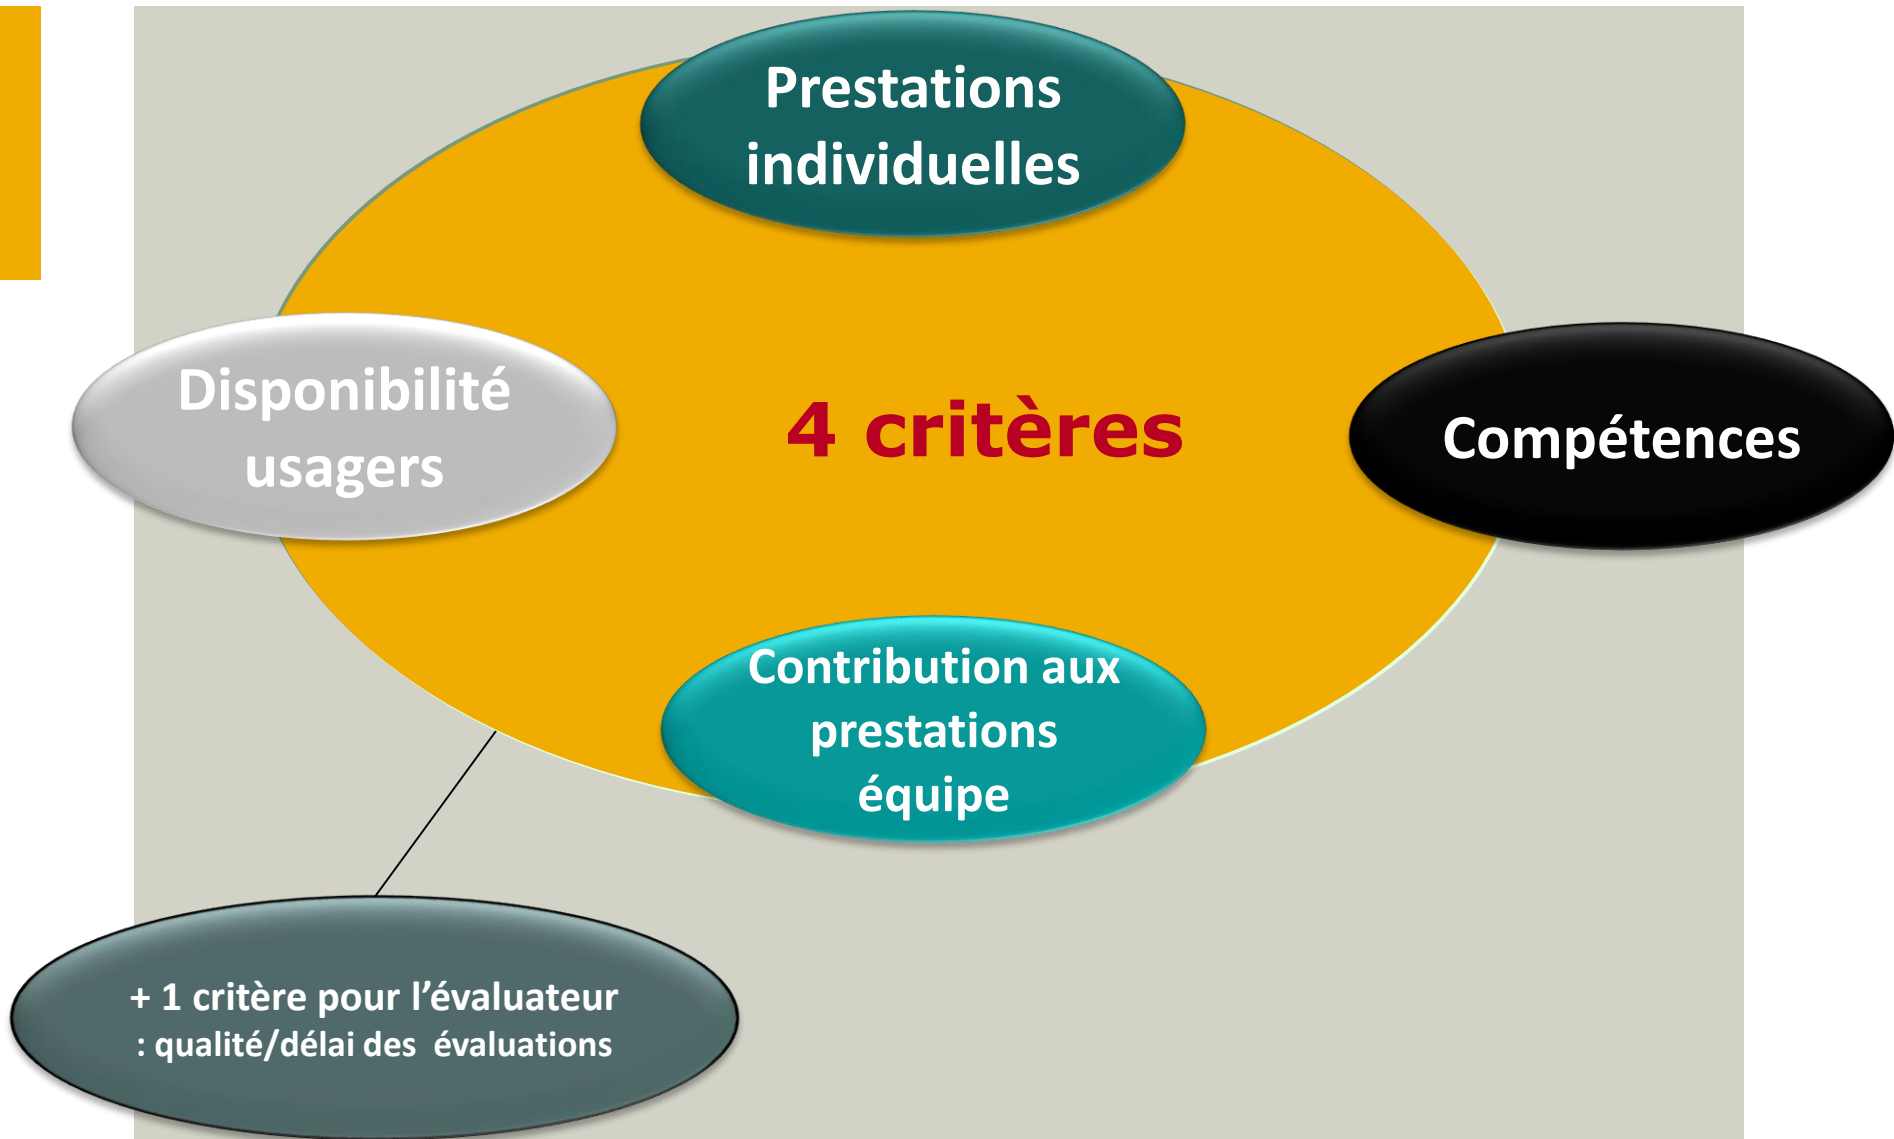 Prestations
individuelles
Disponibilité
usagers
4 critères
Compétences
Contribution aux
prestations
équipe
+ 1 critère pour l’évaluateur
: qualité/délai des  évaluations